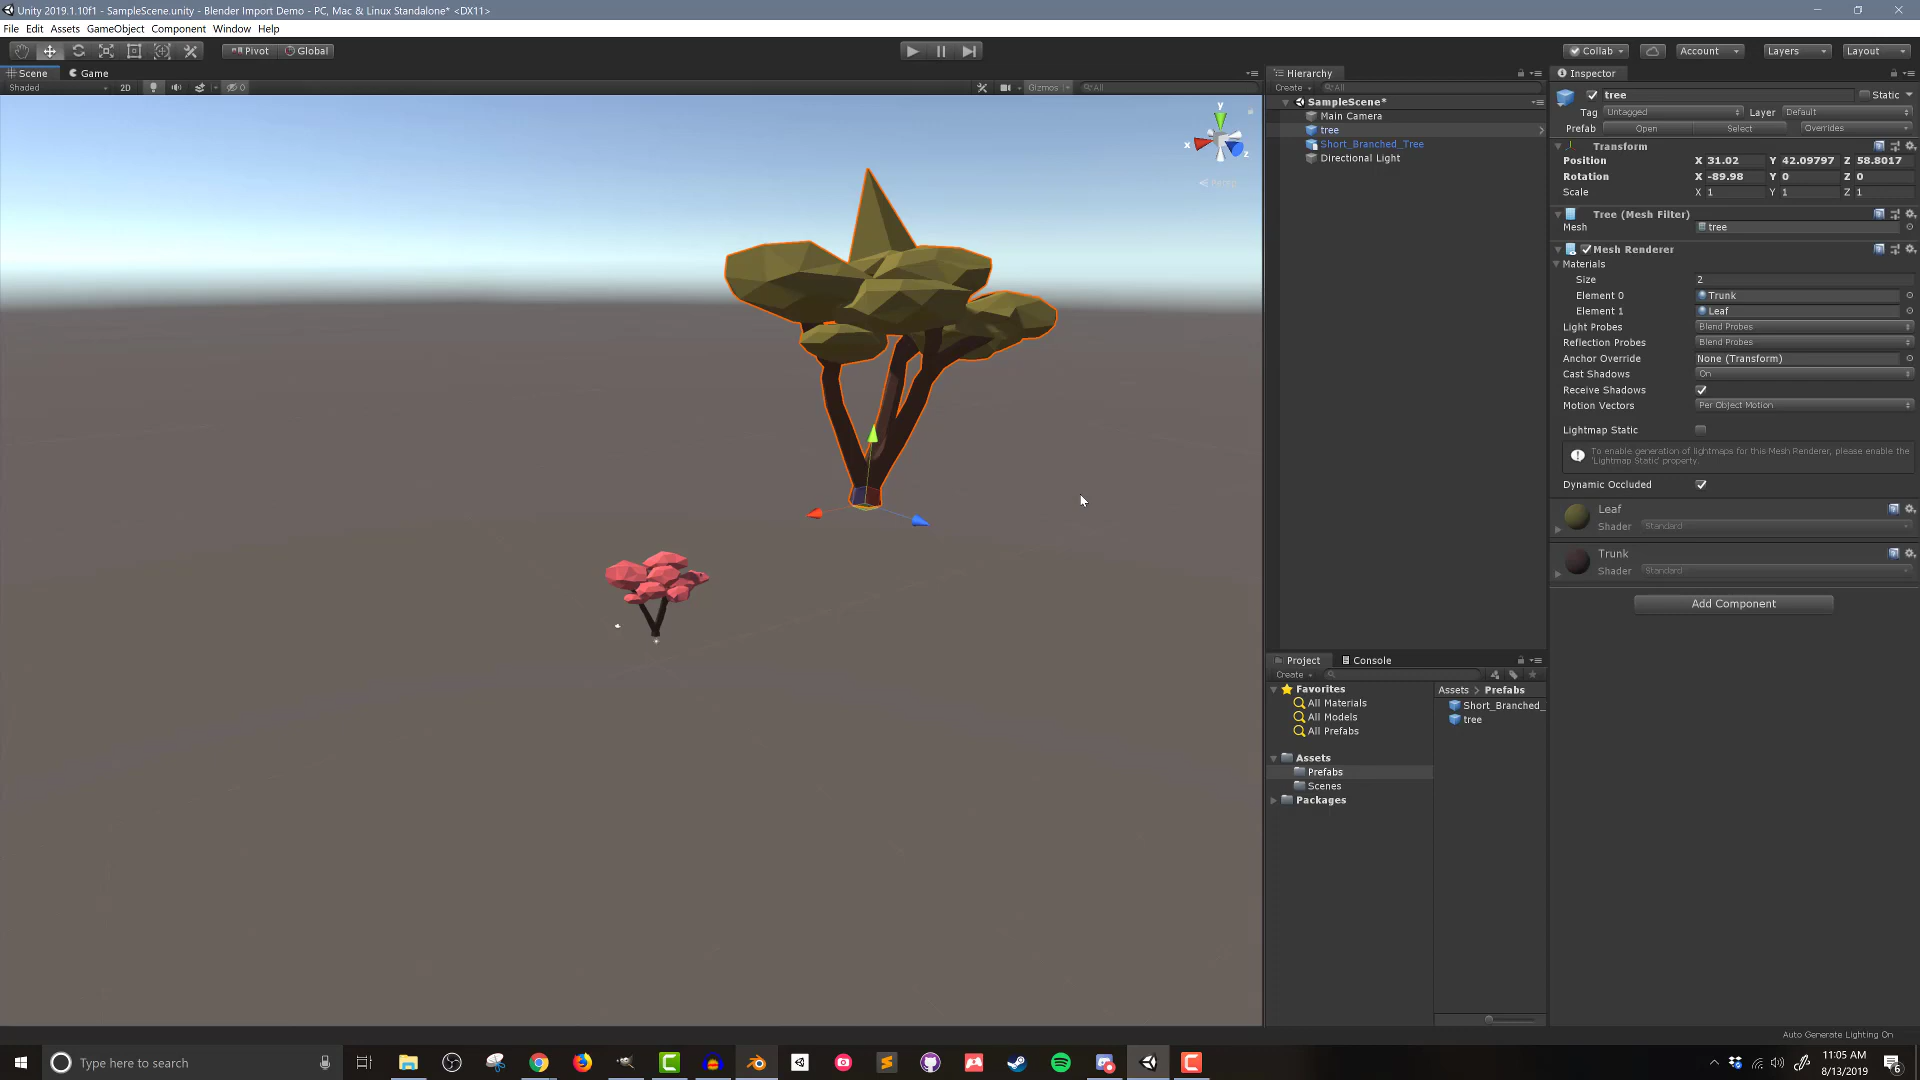 Unity 2019.1.10f1 - SampleScene.unity - Blender Import Demo - PC, Mac & Linux Standalone* <DX11>
File Edit Assets GameObject Component Window Help
Pivot Global Collab Account Layers Layout
Scene Game
Shaded 2D 0 Gizmos All
y
x
z
Persp
Hierarchy
Create All
SampleScene*
Main Camera
tree
Short_Branched_Tree
Directional Light
Inspector
tree Static
Tag Untagged Layer Default
Prefab Open Select Overrides
Transform
Position X 31.02 Y 42.09797 Z 58.8017
Rotation X -89.98 Y 0 Z 0
Scale X 1 Y 1 Z 1
Tree (Mesh Filter)
Mesh tree
Mesh Renderer
Materials
Size 2
Element 0 Trunk
Element 1 Leaf
Light Probes Blend Probes
Reflection Probes Blend Probes
Anchor Override None (Transform)
Cast Shadows On
Receive Shadows
Motion Vectors Per Object Motion
Lightmap Static
To enable generation of lightmaps for this Mesh Renderer, please enable the
'Lightmap Static' property.
Dynamic Occluded
Leaf
Shader Standard
Trunk
Shader Standard
Add Component
Project Console
Create
Favorites
All Materials
All Models
All Prefabs
Assets
Prefabs
Scenes
Packages
Assets > Prefabs
Short_Branched_
tree
Auto Generate Lighting On
Type here to search
11:05 AM
8/13/2019
6